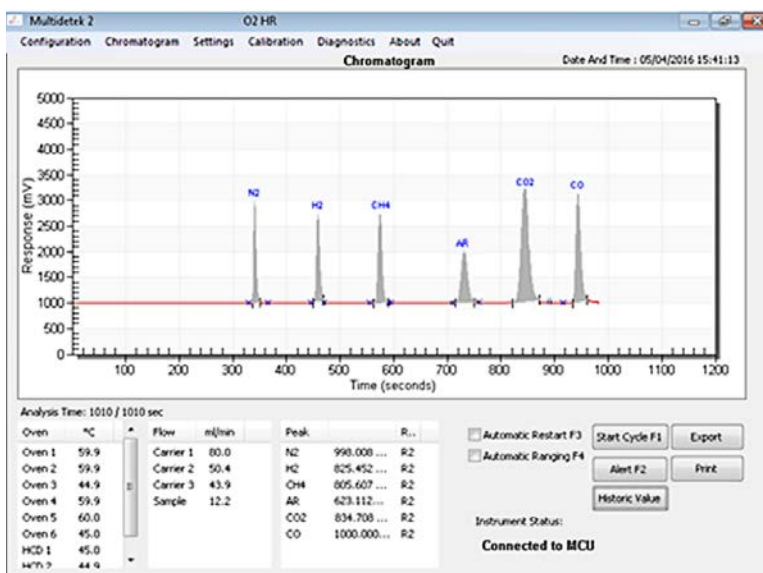 Multidetek 2 O2 HR
Configuration Chromatogram Settings Calibration Diagnostics About Quit
Chromatogram Date And Time : 05/04/2016 15:41:13
5000
4500
4000
3500
3000
2500
2000
1500
1000
500
0
Response (mV)
N2 H2 CH4 AR CO2 CO
100 200 300 400 500 600 700 800 900 1000 1100 1200
Time (seconds)
Analysis Time: 1010 / 1010 sec
Oven °C
Oven 1 59.9
Oven 2 59.9
Oven 3 44.9
Oven 4 59.9
Oven 5 60.0
Oven 6 45.0
HCD 1 45.0
HCD 2 44.9
Flow ml/min
Carrier 1 80.0
Carrier 2 50.4
Carrier 3 43.9
Sample 12.2
Peak R...
N2 998.008 ... R2
H2 825.452 ... R2
CH4 805.607 ... R2
AR 623.112... R2
CO2 834.708 ... R2
CO 1000.000... R2
Automatic Restart F3
Automatic Ranging F4
Start Cycle F1 Export
Alert F2 Print
Historic Value
Instrument Status:
Connected to MCU